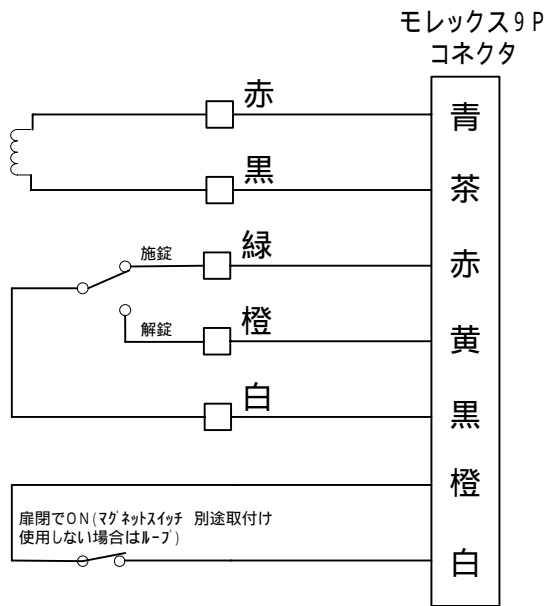 モレックス9P
コネクタ
赤
青
黒
茶
施錠
緑
赤
解錠
橙
黄
白
黒
橙
扉閉でON(マグネットスイッチ 別途取付け
使用しない場合はループ)
白